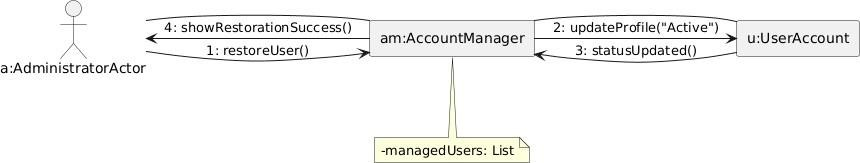 4: showRestorationSuccess()
2: updateProfile("Active")
am:AccountManager
u:UserAccount
1: restoreUser()
3: statusUpdated()
a:AdministratorActor
-managedUsers: List